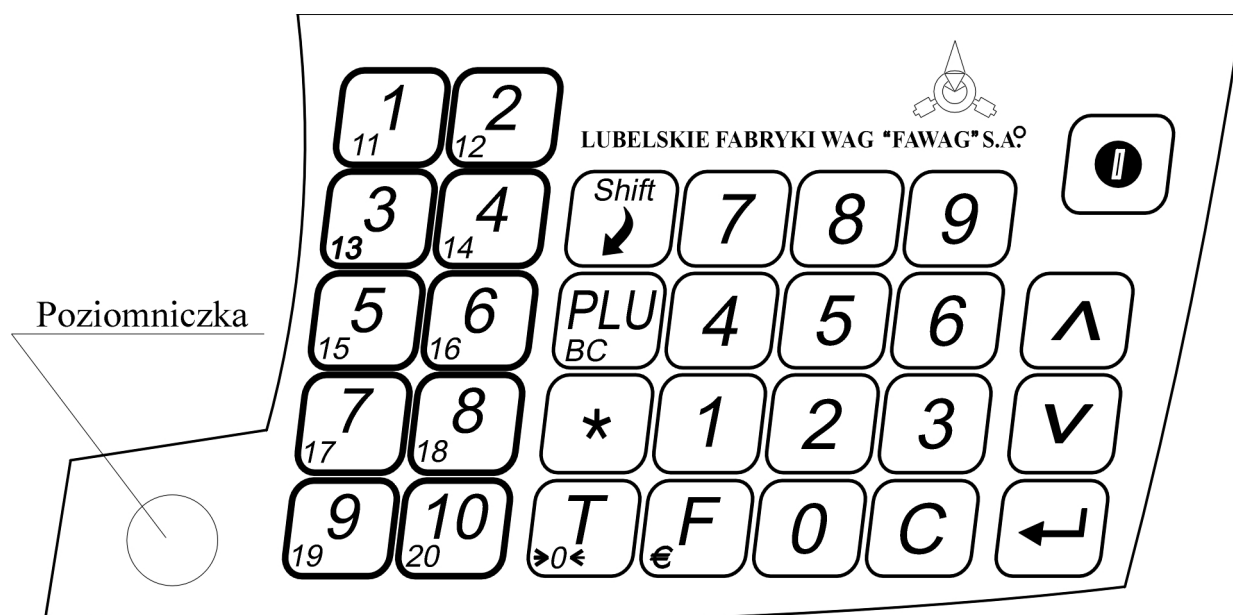 1 2
11 12
LUBELSKIE FABRYKI WAG "FAWAG" S.A.
3 4 Shift 7 8 9
13 14
Poziomniczka
5 6 PLU 4 5 6 Λ
15 16 BC
7 8 * 1 2 3 V
17 18
9 10 T F 0 C
19 20 >0< €